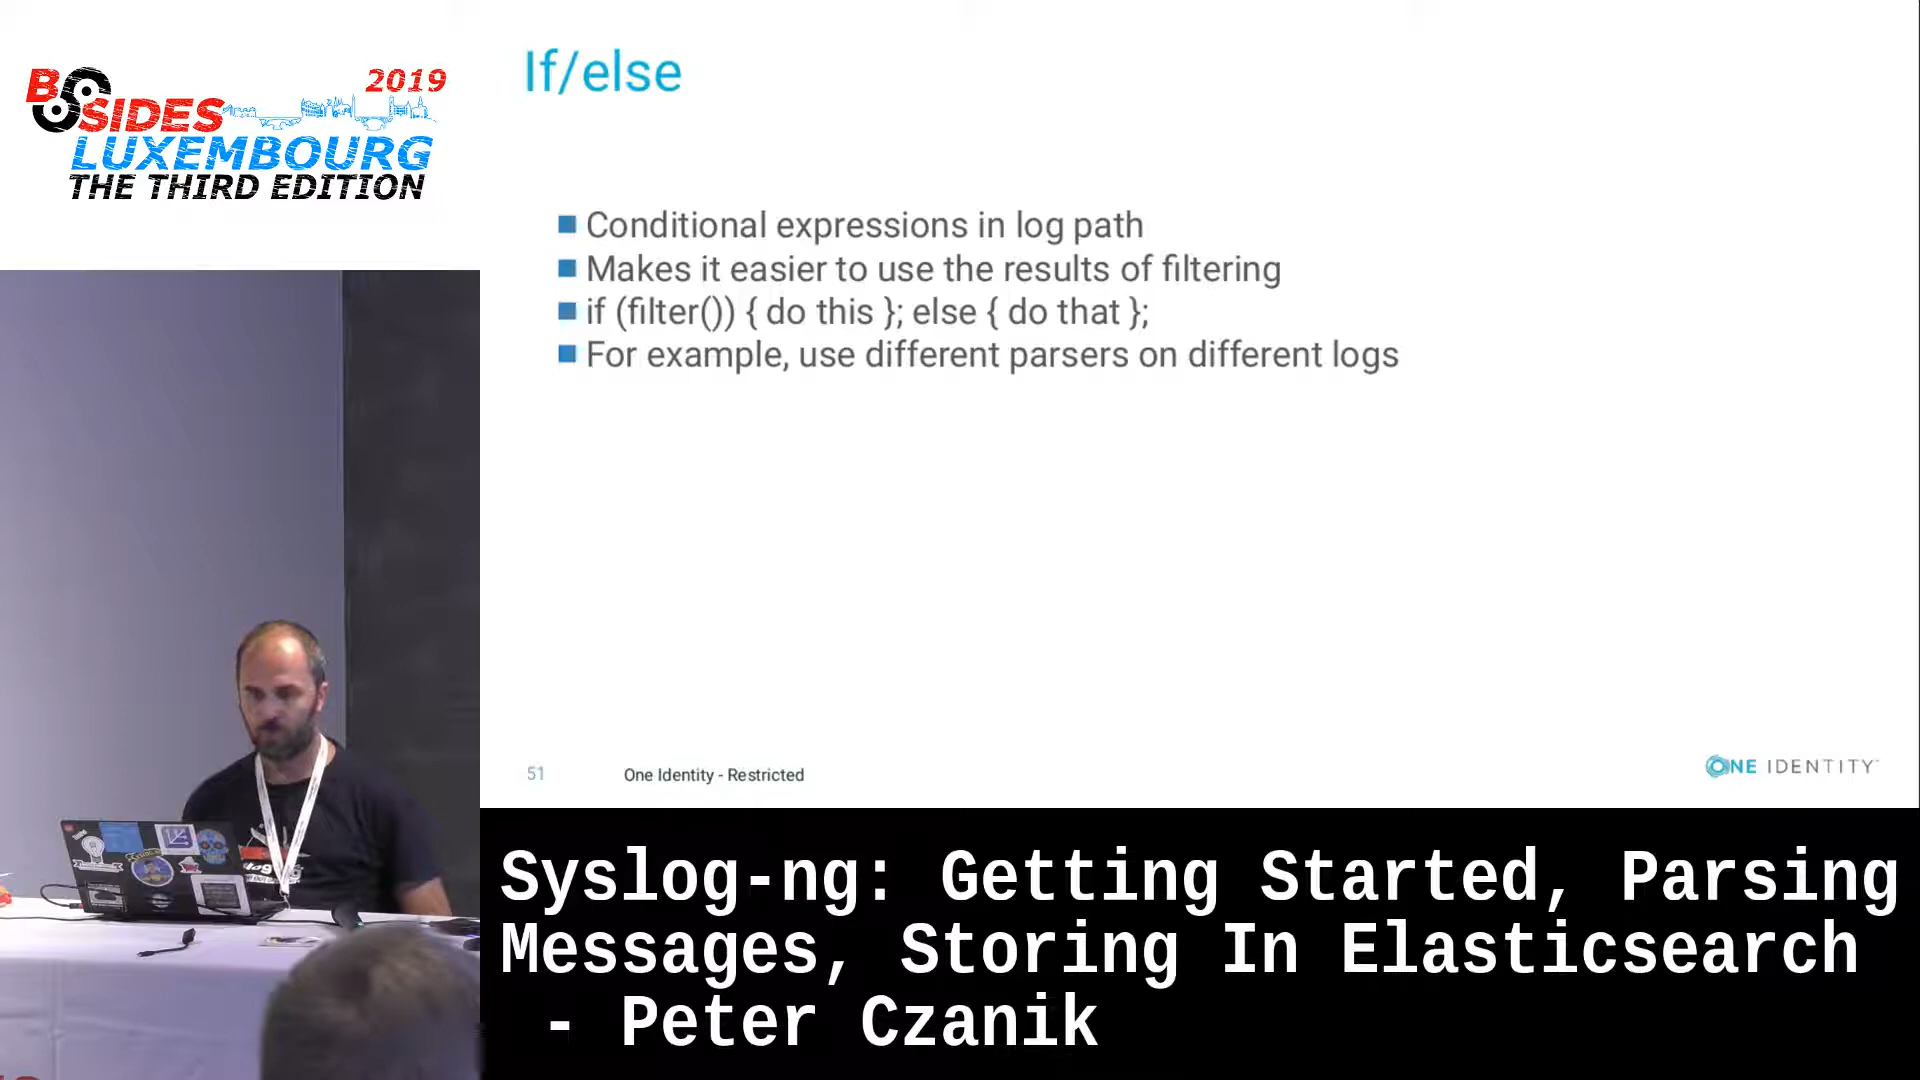 2019
BSIDES
LUXEMBOURG
THE THIRD EDITION
If/else
Conditional expressions in log path
Makes it easier to use the results of filtering
if (filter()) { do this }; else { do that };
For example, use different parsers on different logs
51
One Identity - Restricted
ONE IDENTITY
Syslog-ng: Getting Started, Parsing
Messages, Storing In Elasticsearch
- Peter Czanik